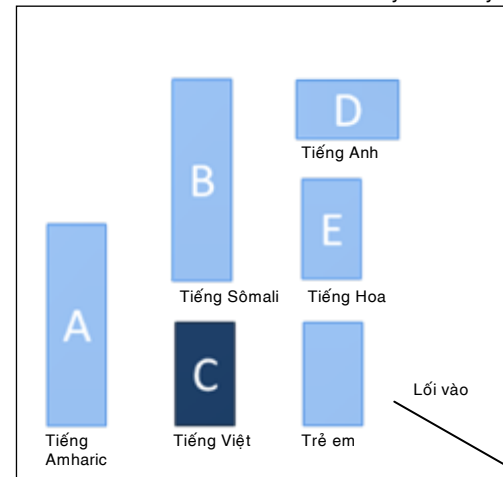 D
Tiếng Anh
B
E
Tiếng Sômali
Tiếng Hoa
A
C
Lối vào
Tiếng
Amharic
Tiếng Việt
Trẻ em